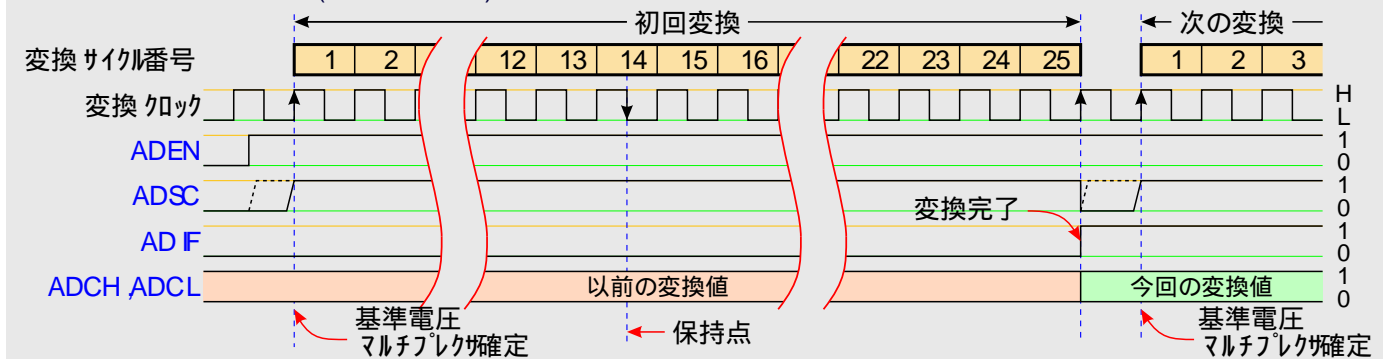 初回変換
次の変換
変換サイクル番号 1 2 12 13 14 15 16 22 23 24 25 1 2 3
変換クロック H L
ADEN 1 0
ADSC 1 0
変換完了
ADIF 1 0
ADCH,ADCL 以前の変換値 今回の変換値 1 0
基準電圧
マルチプレクサ確定
保持点
基準電圧
マルチプレクサ確定